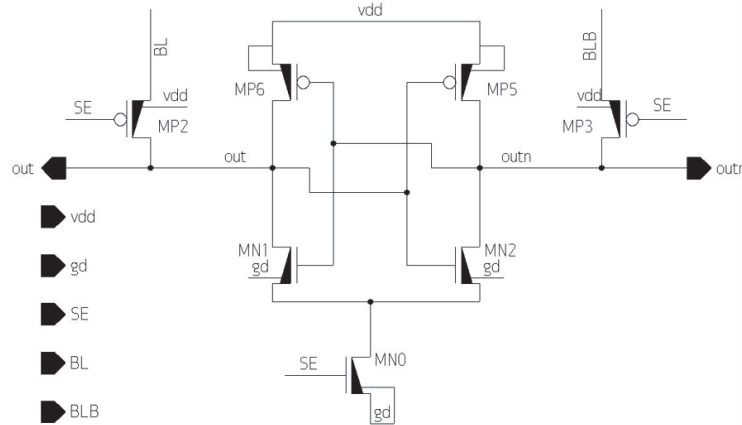 vdd
BL
BLB
SE
vdd
MP2
MP6
MP5
vdd
MP3
SE
out
out
outn
outn
vdd
gd
SE
BL
BLB
MN1
gd
MN2
gd
SE
MN0
gd